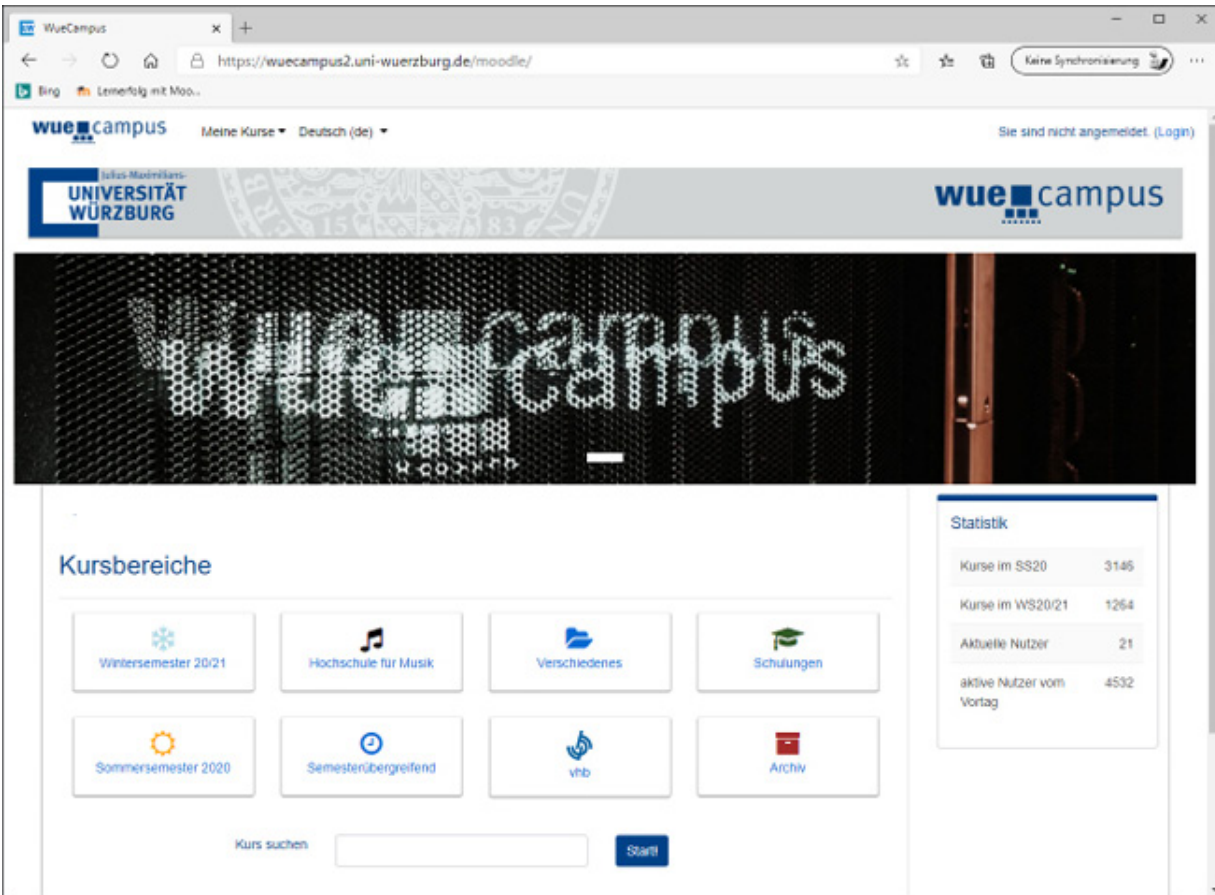 WueCampus
https://wuecampus2.uni-wuerzburg.de/moodle/
Keine Synchronisierung
Bing
Lernerfolg mit Moo...
wuecampus
Meine Kurse
Deutsch (de)
Sie sind nicht angemeldet. (Login)
Julius-Maximilians-
UNIVERSITÄT
WÜRZBURG
wuecampus
wuecampus
Kursbereiche
Wintersemester 20/21
Hochschule für Musik
Verschiedenes
Schulungen
Sommersemester 2020
Semesterübergreifend
vhb
Archiv
Kurs suchen
Start!
Statistik
Kurse im SS20 3146
Kurse im WS20/21 1264
Aktuelle Nutzer 21
aktive Nutzer vom 4532
Vortag